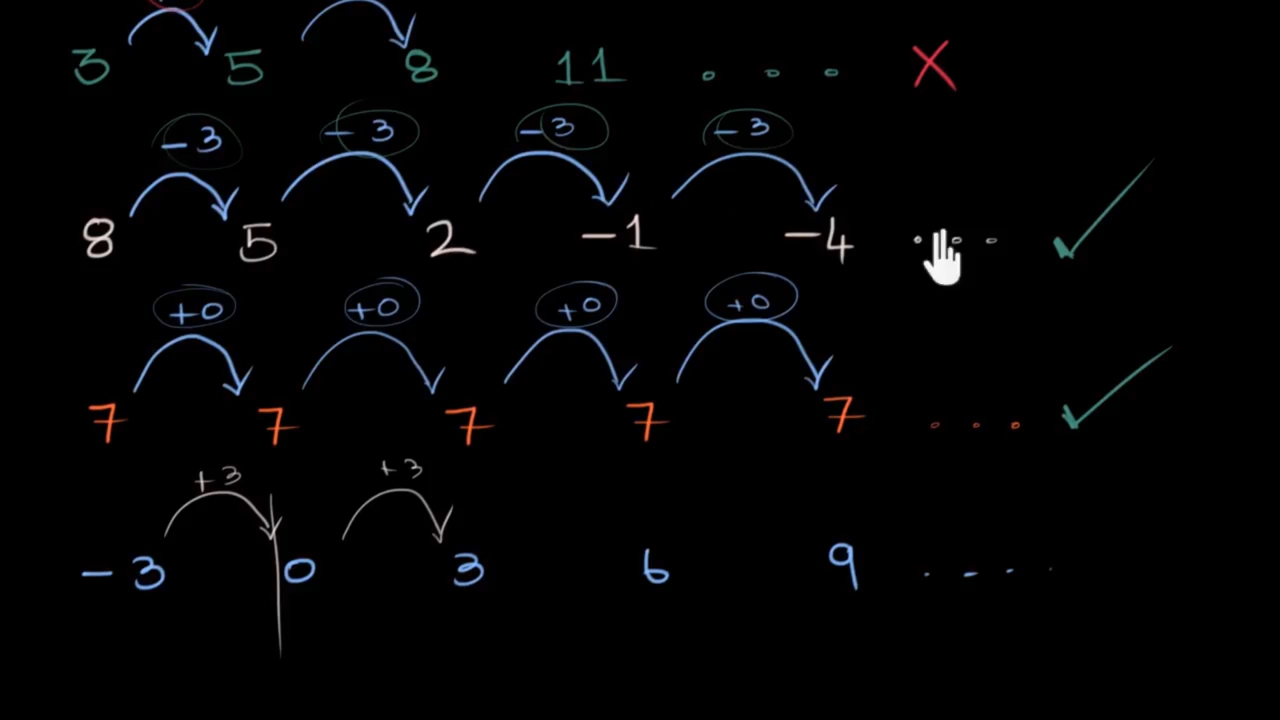 3 5 8 11 . . .
-3 -3 -3 -3
8 5 2 -1 -4 . . .
+0 +0 +0 +0
7 7 7 7 7 . . .
+3 +3
-3 0 3 6 9 . . . .